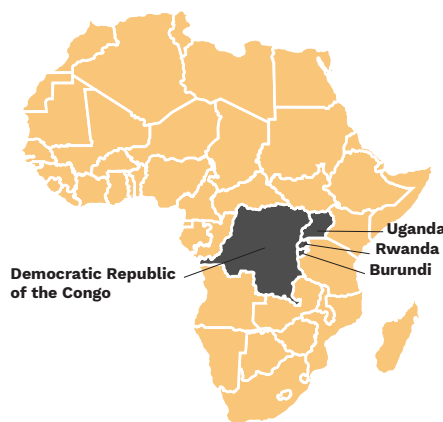 Uganda
Rwanda
Burundi
Democratic Republic
of the Congo